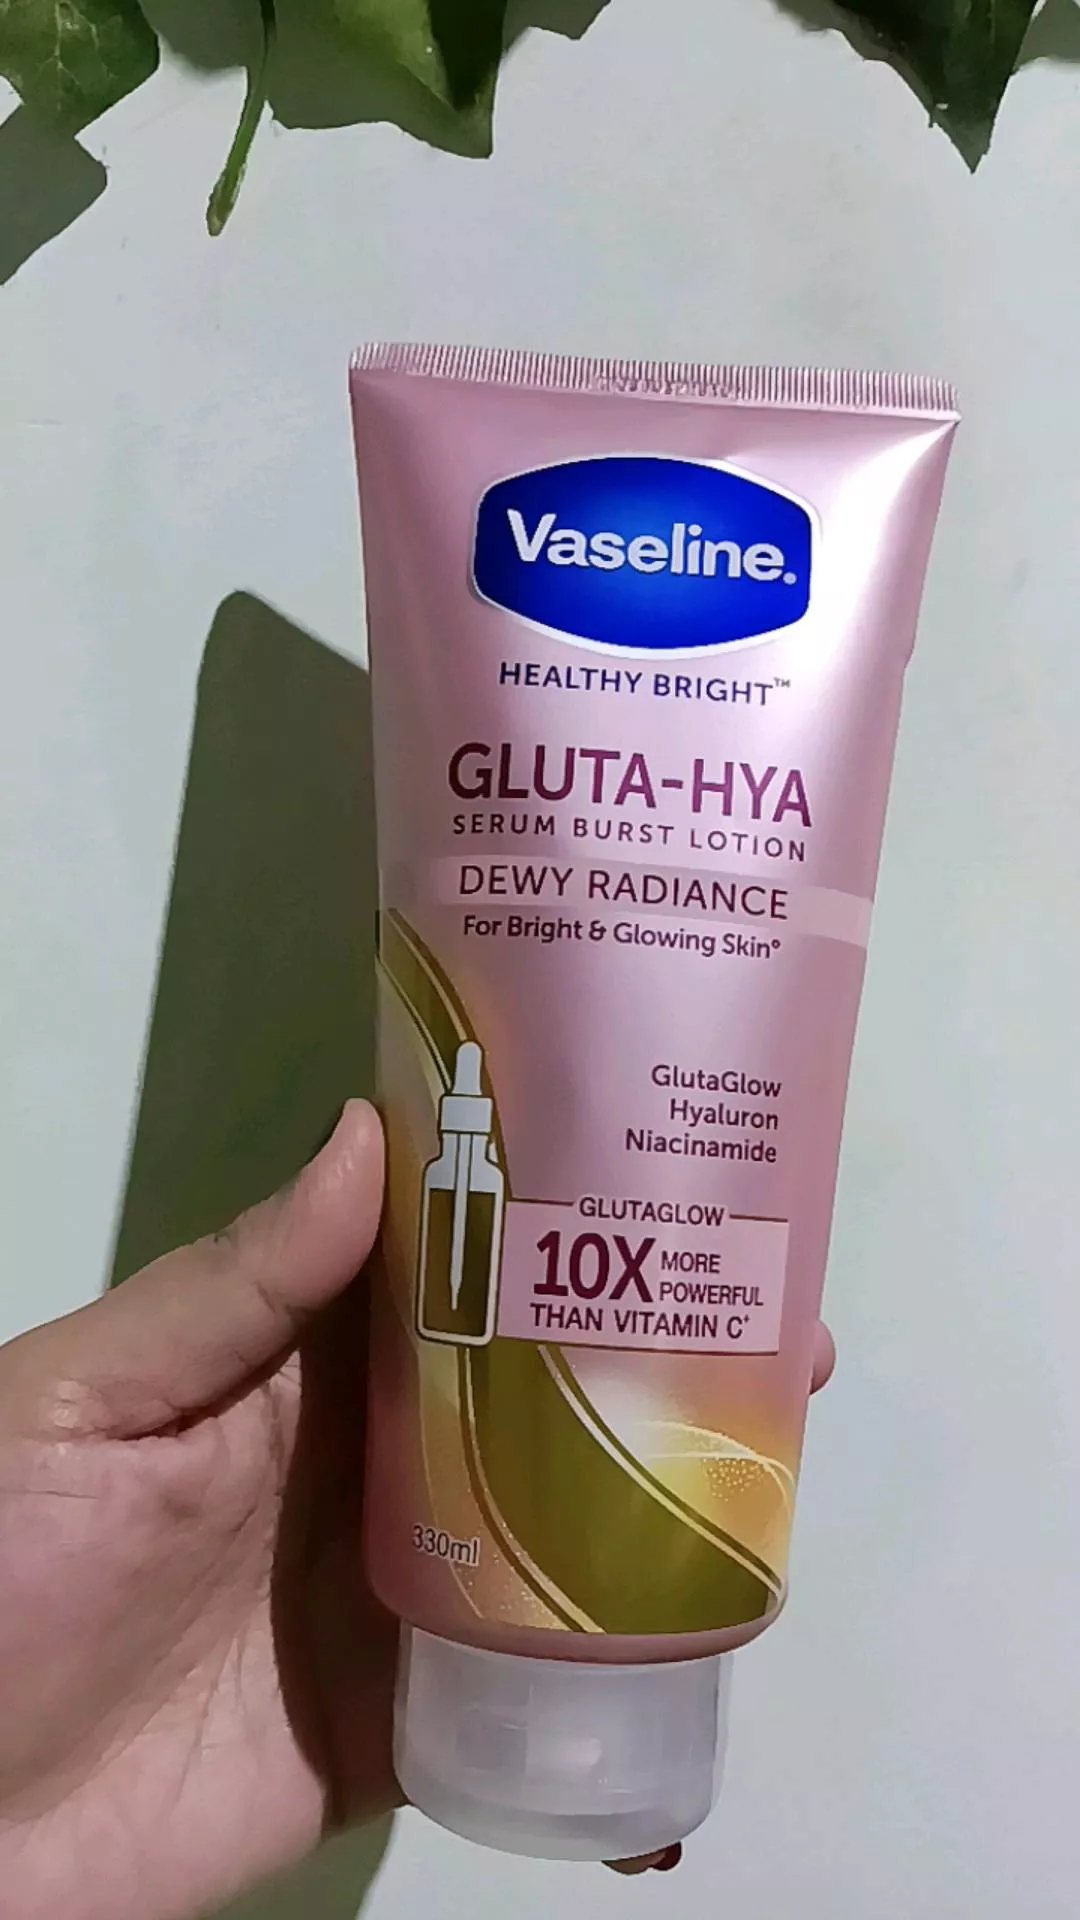 Vaseline.
HEALTHY BRIGHT™
GLUTA-HYA
SERUM BURST LOTION
DEWY RADIANCE
For Bright & Glowing Skin°
GlutaGlow
Hyaluron
Niacinamide
GLUTAGLOW
10X MORE
POWERFUL
THAN VITAMIN C*
330ml